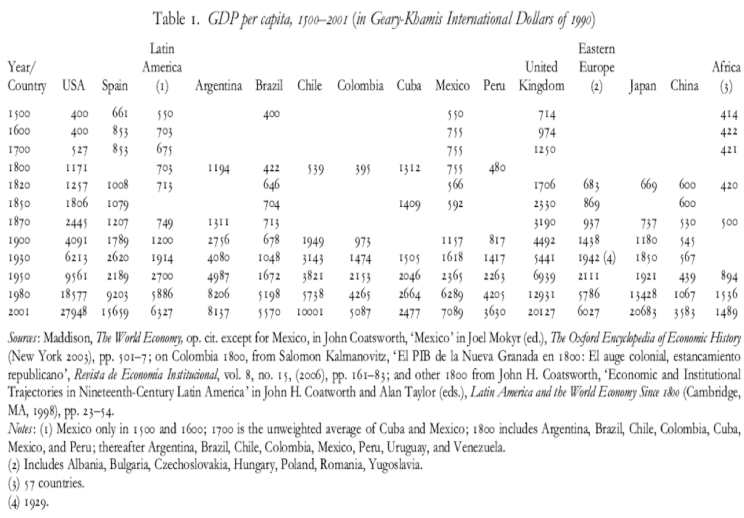 Table 1. GDP per capita, 1500–2001 (in Geary-Khamis International Dollars of 1990)
Year/ Country USA Spain Latin America (1) Argentina Brazil Chile Colombia Cuba Mexico Peru United Kingdom Eastern Europe (2) Japan China Africa (3)
1500 400 661 550 400 550 714 414
1600 400 853 703 755 974 422
1700 527 853 675 755 1250 421
1800 1171 703 1194 422 539 395 1312 755 480
1820 1257 1008 713 646 566 1706 683 669 600 420
1850 1806 1079 704 1409 592 2330 869 600
1870 2445 1207 749 1311 713 3190 937 737 530 500
1900 4091 1789 1200 2756 678 1949 973 1157 817 4492 1438 1180 545
1930 6213 2620 1914 4080 1048 3143 1474 1505 1618 1417 5441 1942 (4) 1850 567
1950 9561 2189 2700 4987 1672 3821 2153 2046 2365 2263 6939 2111 1921 439 894
1980 18577 9203 5886 8206 5198 5738 4265 2664 6289 4205 12931 5786 13428 1067 1536
2001 27948 15659 6327 8137 5570 10001 5087 2477 7089 3630 20127 6027 20683 3583 1489
Sources: Maddison, The World Economy, op. cit. except for Mexico, in John Coatsworth, ‘Mexico’ in Joel Mokyr (ed.), The Oxford Encyclopedia of Economic History
(New York 2003), pp. 501–7; on Colombia 1800, from Salomon Kalmanovitz, ‘El PIB de la Nueva Granada en 1800: El auge colonial, estancamiento
republicano’, Revista de Economía Institucional, vol. 8, no. 15, (2006), pp. 161–83; and other 1800 from John H. Coatsworth, ‘Economic and Institutional
Trajectories in Nineteenth-Century Latin America’ in John H. Coatworth and Alan Taylor (eds.), Latin America and the World Economy Since 1800 (Cambridge,
MA, 1998), pp. 23–54.
Notes: (1) Mexico only in 1500 and 1600; 1700 is the unweighted average of Cuba and Mexico; 1800 includes Argentina, Brazil, Chile, Colombia, Cuba,
Mexico, and Peru; thereafter Argentina, Brazil, Chile, Colombia, Mexico, Peru, Uruguay, and Venezuela.
(2) Includes Albania, Bulgaria, Czechoslovakia, Hungary, Poland, Romania, Yugoslavia.
(3) 57 countries.
(4) 1929.